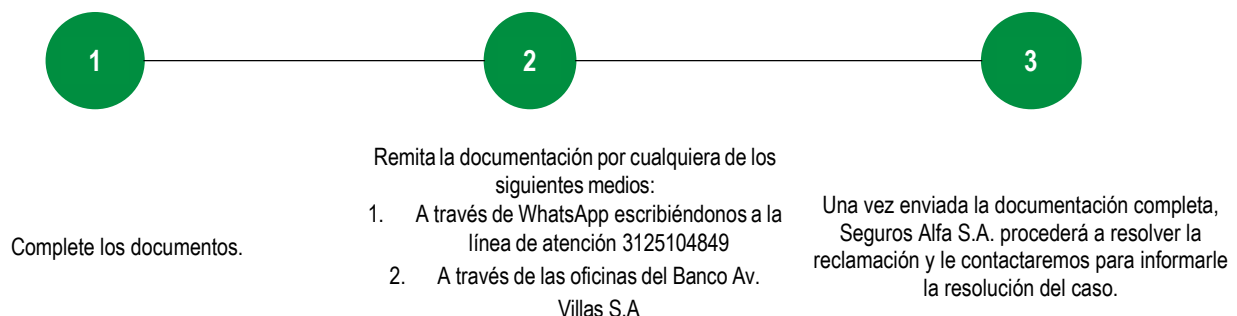 1
2
3
Complete los documentos.
Remita la documentación por cualquiera de los
siguientes medios:
1. A través de WhatsApp escribiéndonos a la
línea de atención 3125104849
2. A través de las oficinas del Banco Av.
Villas S.A
Una vez enviada la documentación completa,
Seguros Alfa S.A. procederá a resolver la
reclamación y le contactaremos para informarle
la resolución del caso.